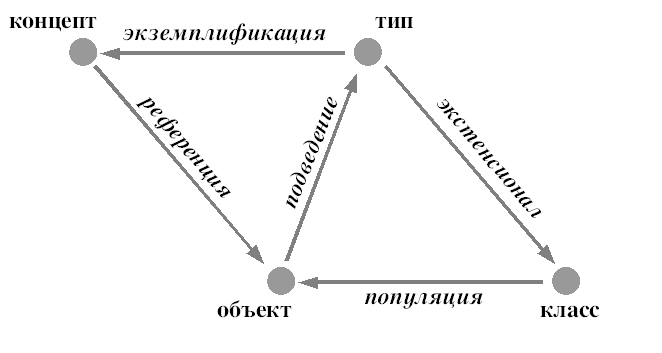 концепт
тип
экземплификация
референция
подведение
экстенсионал
популяция
объект
класс